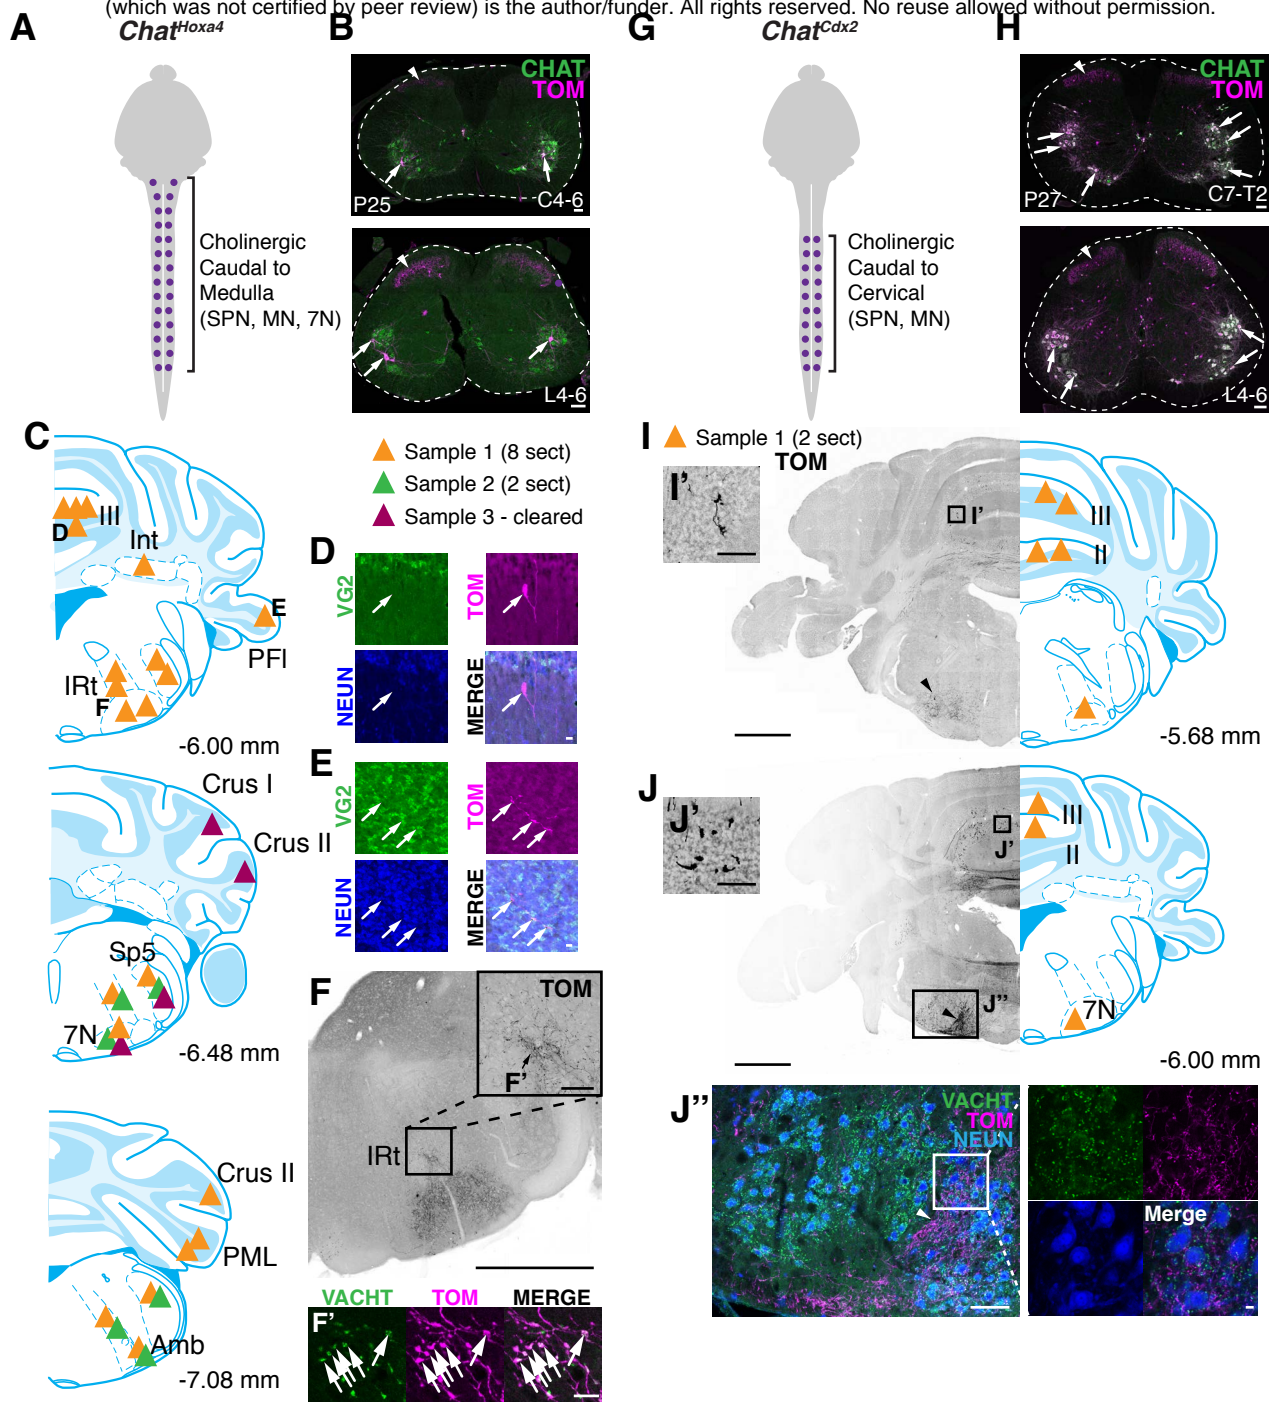 (which was not certified by peer review) is the author/funder. All rights reserved. No reuse allowed without permission.
A
Chat^Hoxa4
Cholinergic
Caudal to
Medulla
(SPN, MN, 7N)
B
CHAT
TOM
P25
C4-6
L4-6
G
Chat^Cdx2
Cholinergic
Caudal to
Cervical
(SPN, MN)
H
CHAT
TOM
P27
C7-T2
L4-6
C
Sample 1 (8 sect)
Sample 2 (2 sect)
Sample 3 - cleared
III
D
Int
E
PFl
IRt
F
-6.00 mm
Crus I
Crus II
Sp5
7N
-6.48 mm
Crus II
PML
Amb
-7.08 mm
D
VG2
TOM
NEUN
MERGE
E
VG2
TOM
NEUN
MERGE
F
TOM
F'
IRt
VACHT
TOM
MERGE
F'
I
Sample 1 (2 sect)
TOM
I'
I'
III
II
-5.68 mm
J
J'
J'
J''
III
II
7N
-6.00 mm
J''
VACHT
TOM
NEUN
Merge